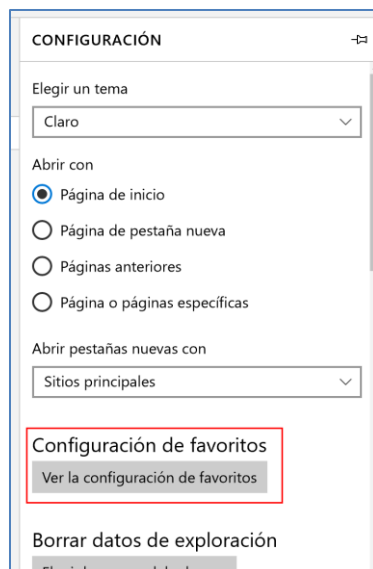 CONFIGURACIÓN
Elegir un tema
Claro
Abrir con
Página de inicio
Página de pestaña nueva
Páginas anteriores
Página o páginas específicas
Abrir pestañas nuevas con
Sitios principales
Configuración de favoritos
Ver la configuración de favoritos
Borrar datos de exploración